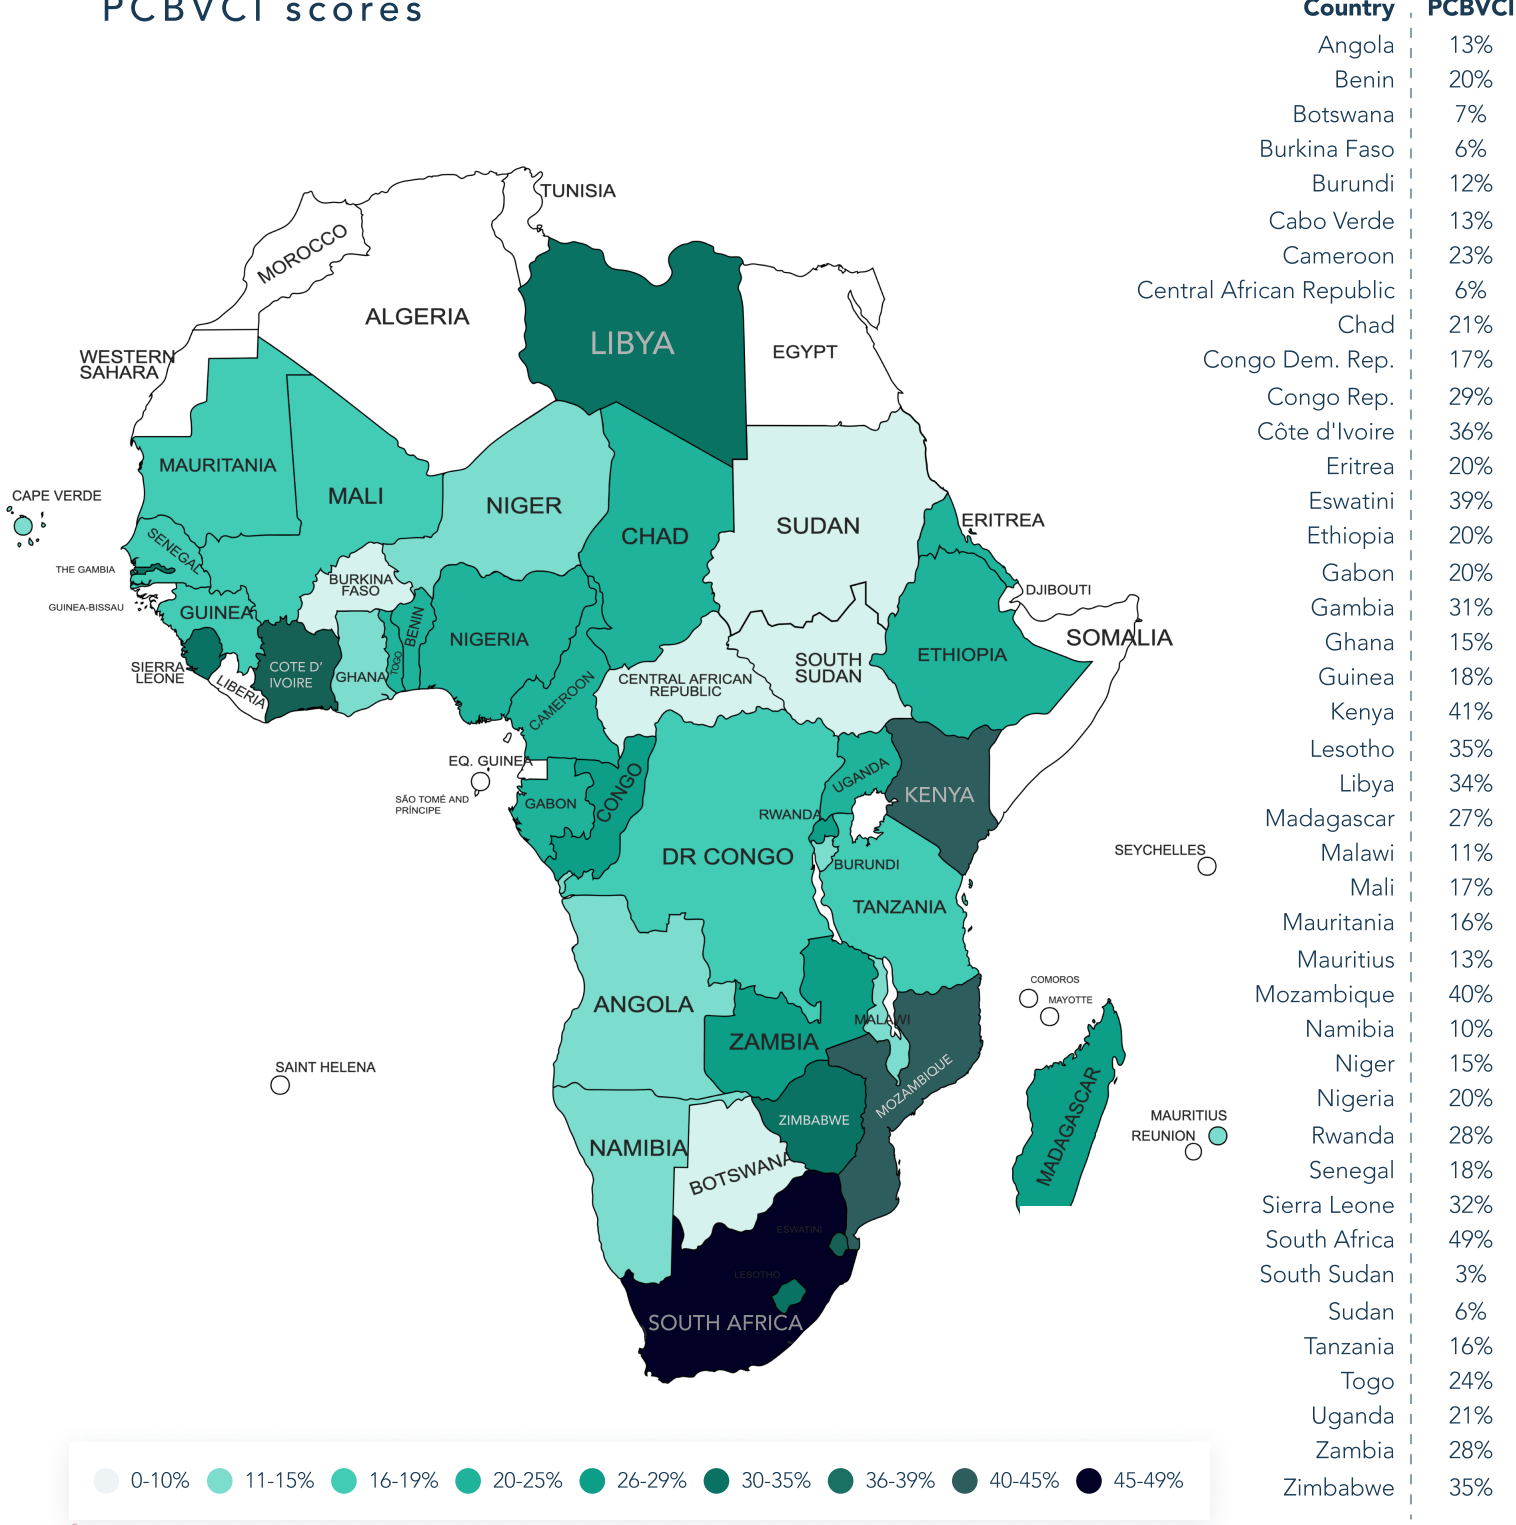 PCBVCI scores
Country PCBVCI
Angola 13%
Benin 20%
Botswana 7%
Burkina Faso 6%
Burundi 12%
Cabo Verde 13%
Cameroon 23%
Central African Republic 6%
Chad 21%
Congo Dem. Rep. 17%
Congo Rep. 29%
Côte d'Ivoire 36%
Eritrea 20%
Eswatini 39%
Ethiopia 20%
Gabon 20%
Gambia 31%
Ghana 15%
Guinea 18%
Kenya 41%
Lesotho 35%
Libya 34%
Madagascar 27%
Malawi 11%
Mali 17%
Mauritania 16%
Mauritius 13%
Mozambique 40%
Namibia 10%
Niger 15%
Nigeria 20%
Rwanda 28%
Senegal 18%
Sierra Leone 32%
South Africa 49%
South Sudan 3%
Sudan 6%
Tanzania 16%
Togo 24%
Uganda 21%
Zambia 28%
Zimbabwe 35%
TUNISIA
MOROCCO
ALGERIA
LIBYA
EGYPT
WESTERN
SAHARA
MAURITANIA
MALI
NIGER
CHAD
SUDAN
ERITREA
CAPE VERDE
SENEGAL
THE GAMBIA
GUINEA-BISSAU
GUINEA
BURKINA
FASO
BENIN
NIGERIA
DJIBOUTI
SOMALIA
ETHIOPIA
SIERRA
LEONE
LIBERIA
COTE D’
IVOIRE
GHANA
TOGO
CAMEROON
CENTRAL AFRICAN
REPUBLIC
SOUTH
SUDAN
EQ. GUINEA
SÃO TOMÉ AND
PRÍNCIPE
GABON
CONGO
UGANDA
KENYA
RWANDA
DR CONGO
BURUNDI
TANZANIA
SEYCHELLES
COMOROS
MAYOTTE
ANGOLA
ZAMBIA
MALAWI
MOZAMBIQUE
SAINT HELENA
MADAGASCAR
MAURITIUS
REUNION
ZIMBABWE
NAMIBIA
BOTSWANA
ESWATINI
LESOTHO
SOUTH AFRICA
0-10% 11-15% 16-19% 20-25% 26-29% 30-35% 36-39% 40-45% 45-49%